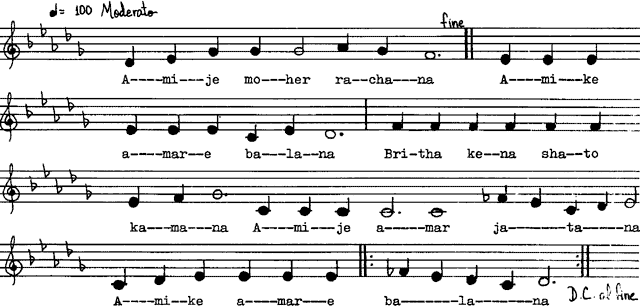 ♩= 100 Moderato
fine
A----mi--je mo--her ra--cha---na A---mi--ke
a----mar--e ba--la--na Bri-tha ke--na sha--to
ka--ma--na A---mi--je a----mar ja------ta---na
A---mi-ke a---mar--e ba-----la------na
D.C. al fine